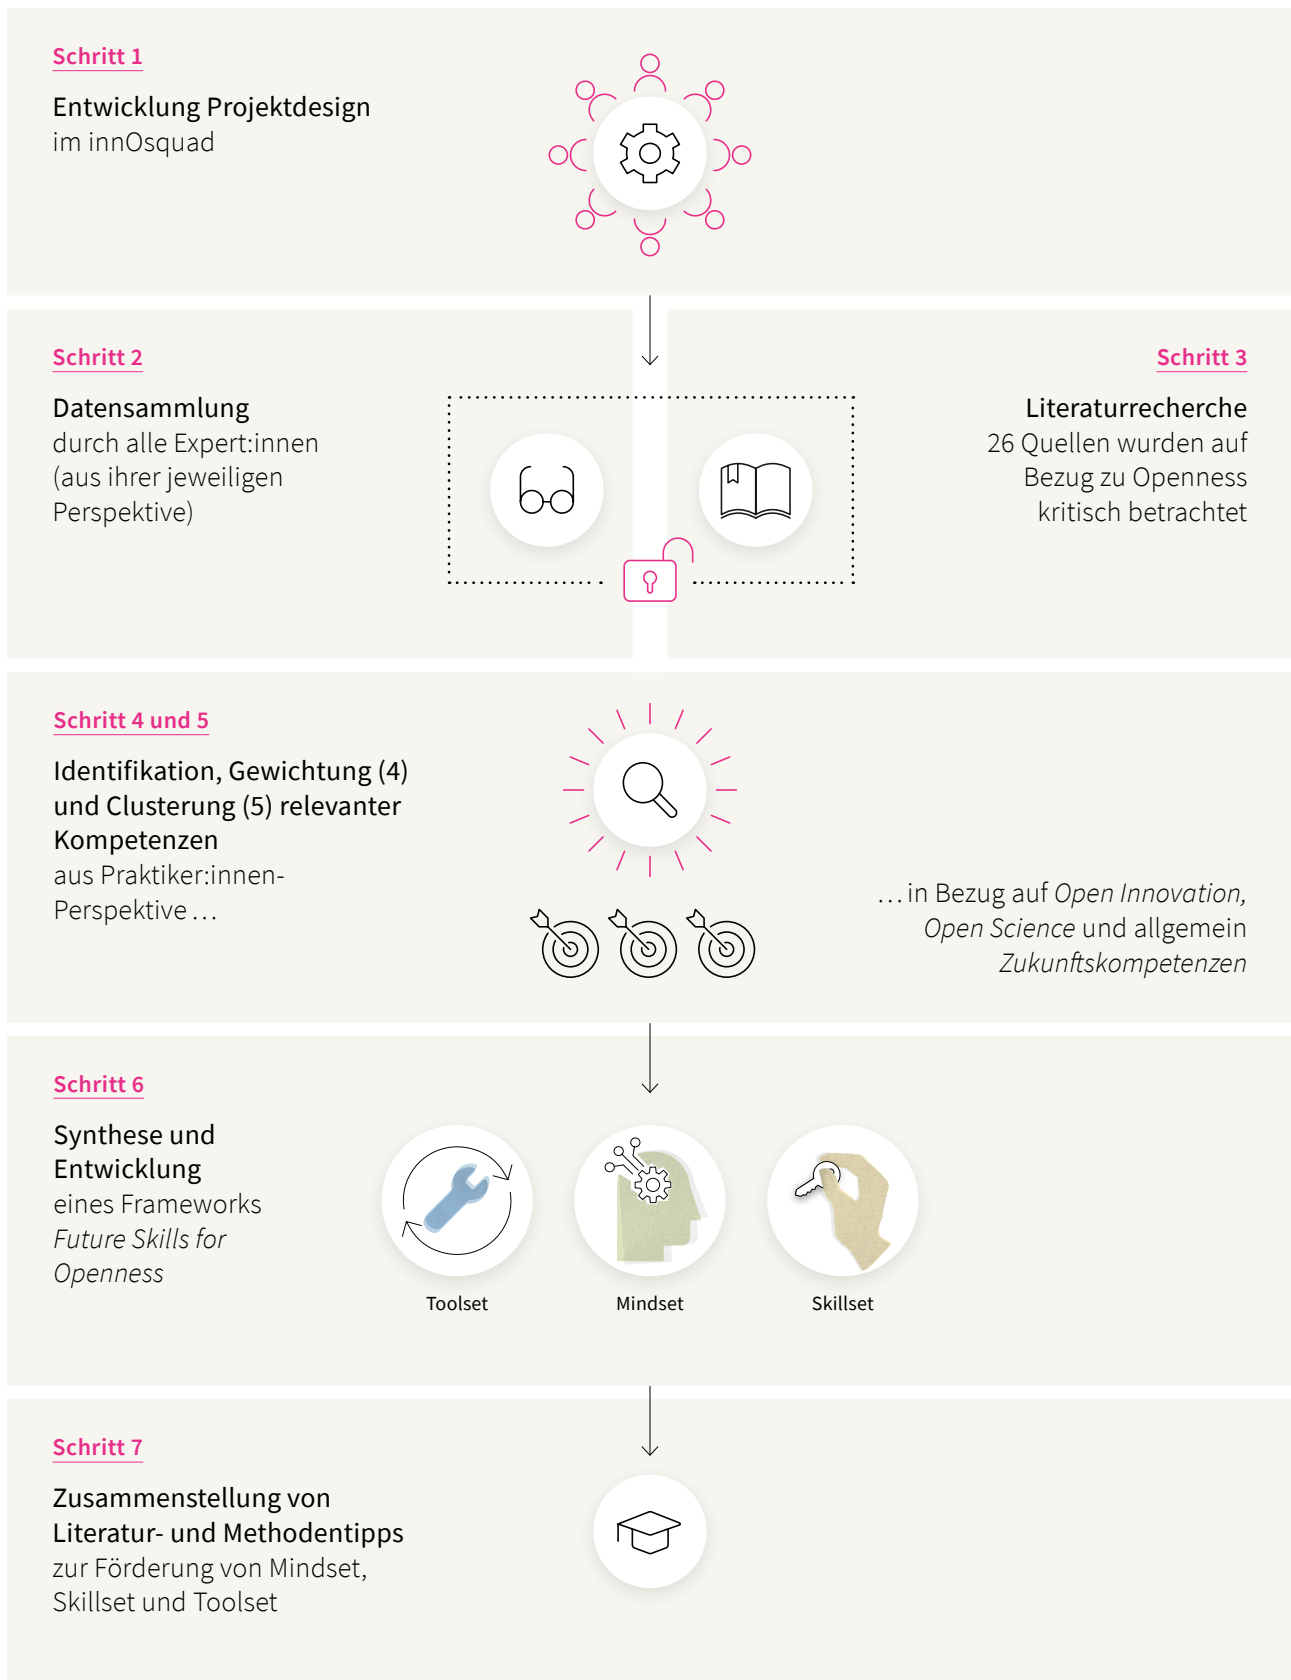 Schritt 1
Entwicklung Projektdesign
im innOsquad
Schritt 2
Datensammlung
durch alle Expert:innen
(aus ihrer jeweiligen
Perspektive)
Schritt 3
Literaturrecherche
26 Quellen wurden auf
Bezug zu Openness
kritisch betrachtet
Schritt 4 und 5
Identifikation, Gewichtung (4)
und Clusterung (5) relevanter
Kompetenzen
aus Praktiker:innen-
Perspektive …
… in Bezug auf Open Innovation,
Open Science und allgemein
Zukunftskompetenzen
Schritt 6
Synthese und
Entwicklung
eines Frameworks
Future Skills for
Openness
Toolset
Mindset
Skillset
Schritt 7
Zusammenstellung von
Literatur- und Methodentipps
zur Förderung von Mindset,
Skillset und Toolset